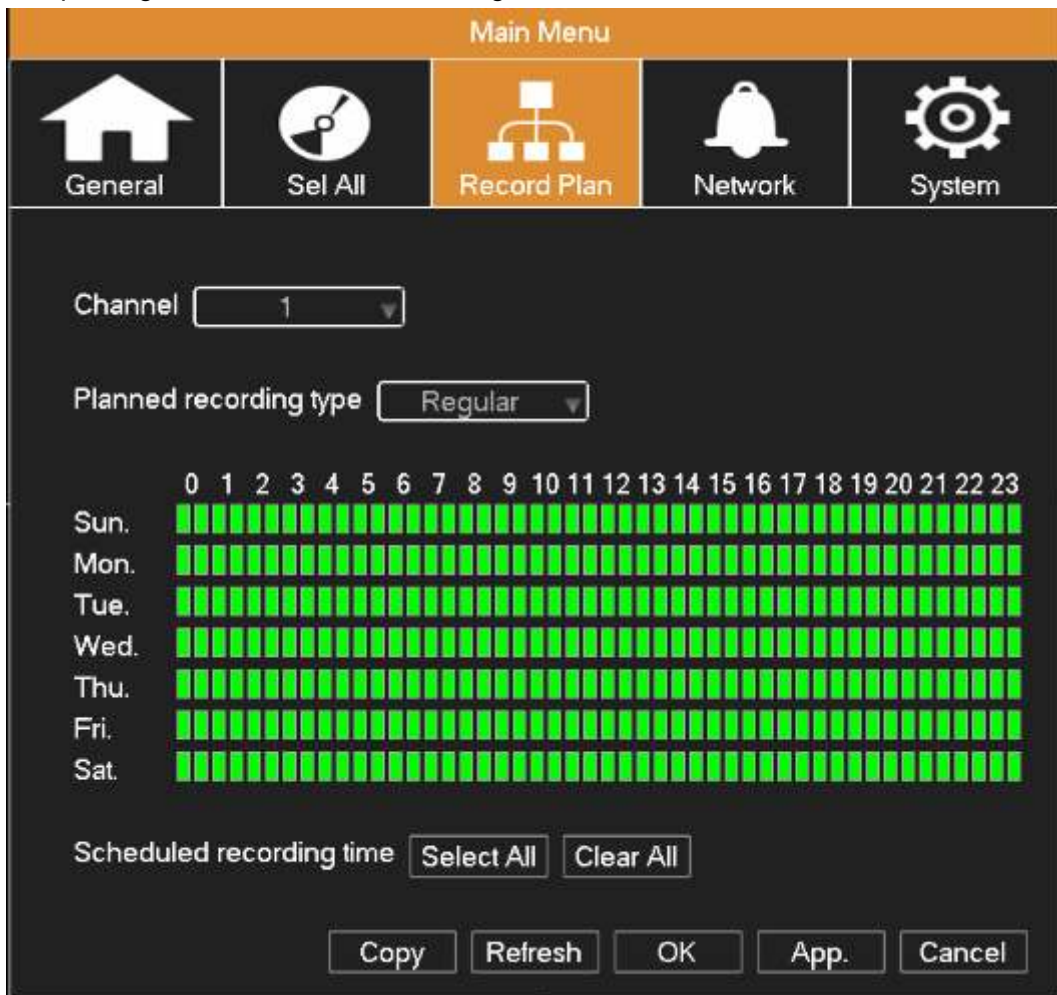 Main Menu
General Sel All Record Plan Network System
Channel 1
Planned recording type Regular
0 1 2 3 4 5 6 7 8 9 10 11 12 13 14 15 16 17 18 19 20 21 22 23
Sun.
Mon.
Tue.
Wed.
Thu.
Fri.
Sat.
Scheduled recording time Select All Clear All
Copy Refresh OK App. Cancel